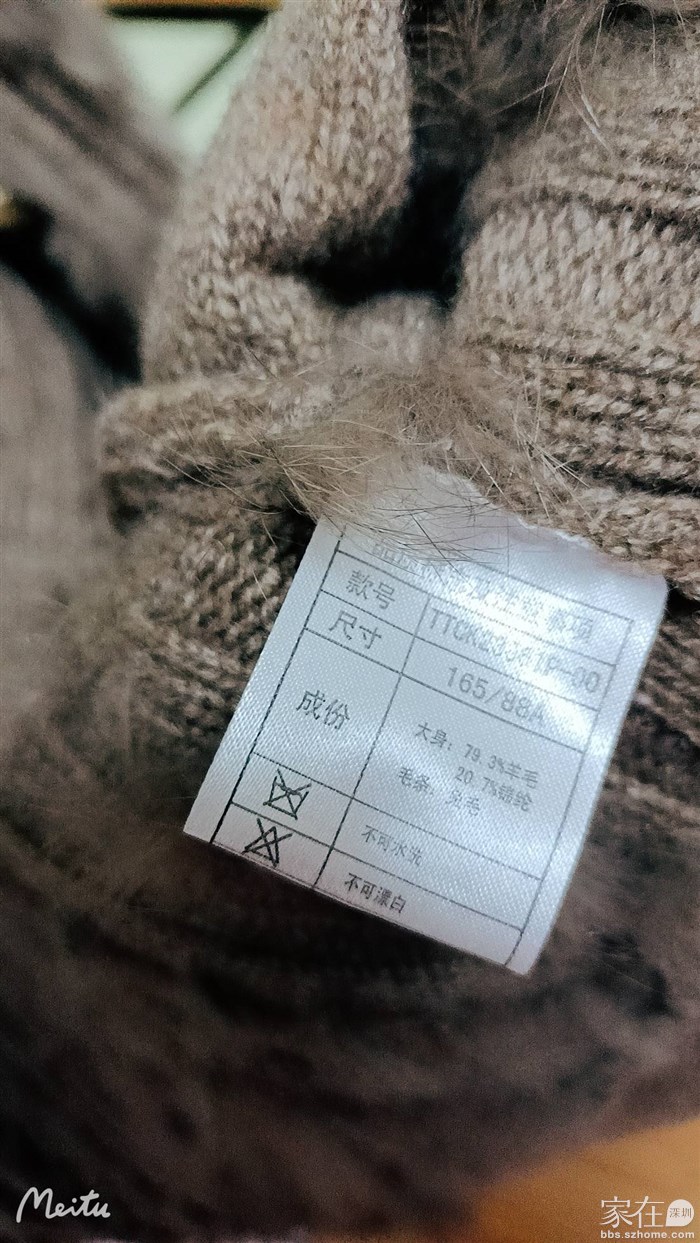 款号
尺寸 165/88A
成份 大身：79.3%羊毛
20.7%锦纶
毛条：兔毛
不可水洗
不可漂白
Meitu
家在深圳
bbs.szhome.com